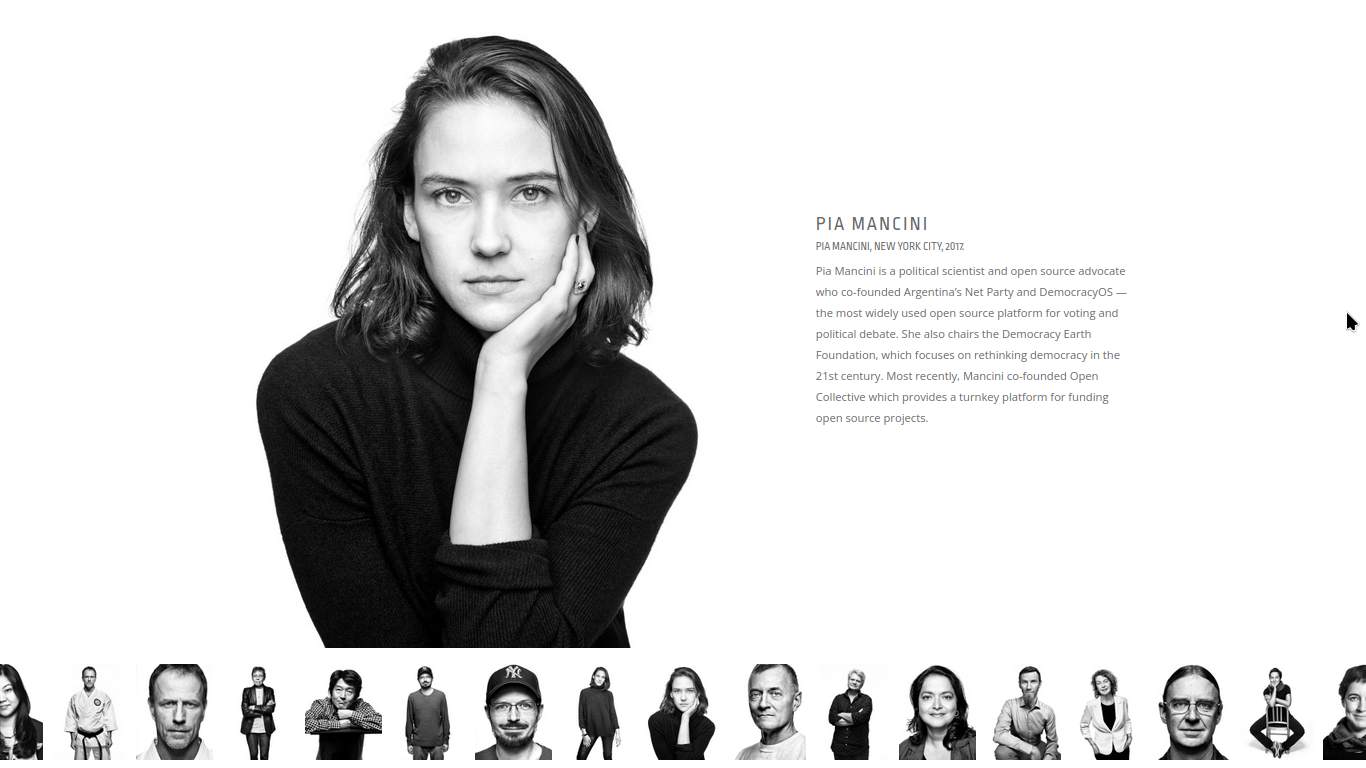 PIA MANCINI
PIA MANCINI, NEW YORK CITY, 2017.
Pia Mancini is a political scientist and open source advocate
who co-founded Argentina’s Net Party and DemocracyOS —
the most widely used open source platform for voting and
political debate. She also chairs the Democracy Earth
Foundation, which focuses on rethinking democracy in the
21st century. Most recently, Mancini co-founded Open
Collective which provides a turnkey platform for funding
open source projects.